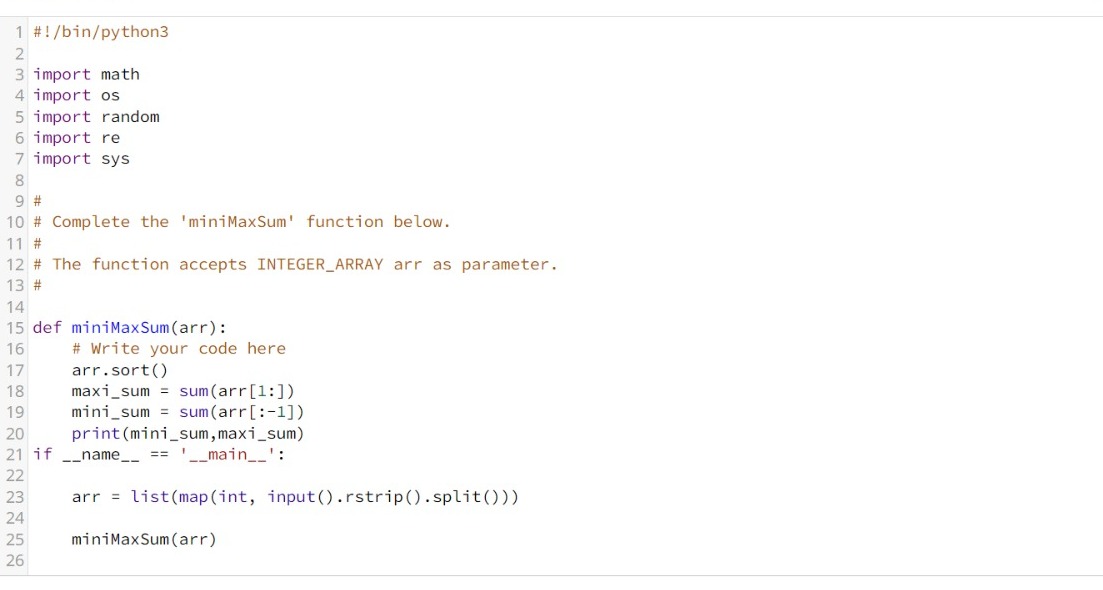 1 #!/bin/python3
2
3 import math
4 import os
5 import random
6 import re
7 import sys
8
9 #
10 # Complete the 'miniMaxSum' function below.
11 #
12 # The function accepts INTEGER_ARRAY arr as parameter.
13 #
14
15 def miniMaxSum(arr):
16     # Write your code here
17     arr.sort()
18     maxi_sum = sum(arr[1:])
19     mini_sum = sum(arr[:-1])
20     print(mini_sum,maxi_sum)
21 if __name__ == '__main__':
22
23     arr = list(map(int, input().rstrip().split()))
24
25     miniMaxSum(arr)
26